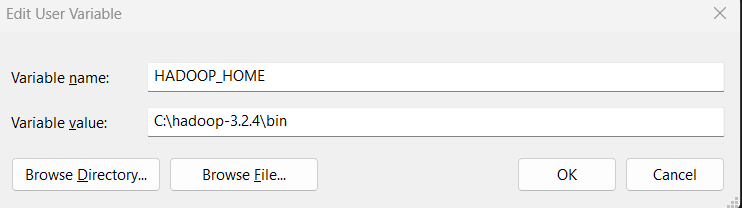 Edit User Variable
Variable name: HADOOP_HOME
Variable value: C:\hadoop-3.2.4\bin
Browse Directory... Browse File... OK Cancel